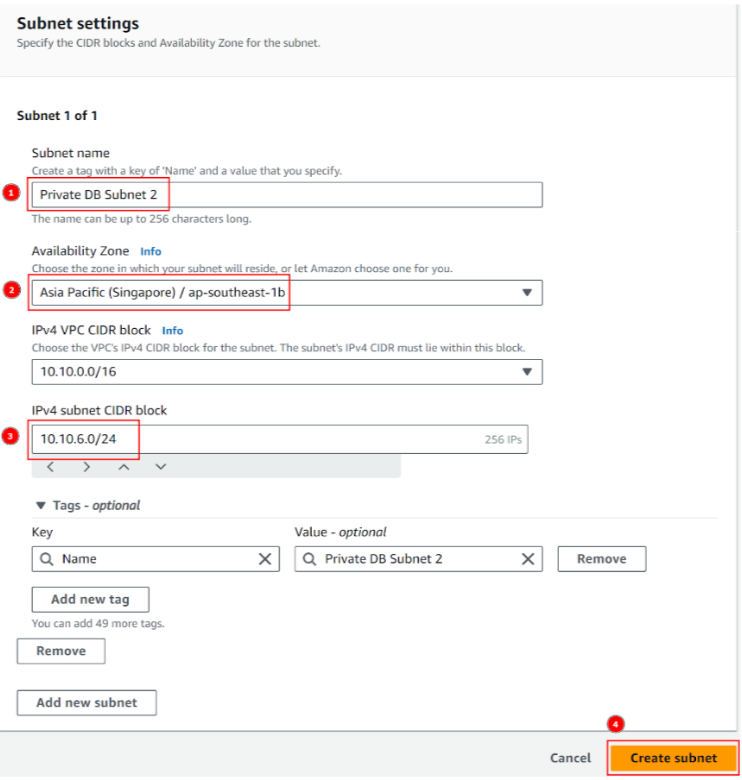 Subnet settings
Specify the CIDR blocks and Availability Zone for the subnet.
Subnet 1 of 1
Subnet name
Create a tag with a key of 'Name' and a value that you specify.
1
Private DB Subnet 2
The name can be up to 256 characters long.
Availability Zone Info
Choose the zone in which your subnet will reside, or let Amazon choose one for you.
2
Asia Pacific (Singapore) / ap-southeast-1b
IPv4 VPC CIDR block Info
Choose the VPC's IPv4 CIDR block for the subnet. The subnet's IPv4 CIDR must lie within this block.
10.10.0.0/16
IPv4 subnet CIDR block
3
10.10.6.0/24 256 IPs
Tags - optional
Key Value - optional
Name Private DB Subnet 2 Remove
Add new tag
You can add 49 more tags.
Remove
Add new subnet
4
Cancel Create subnet